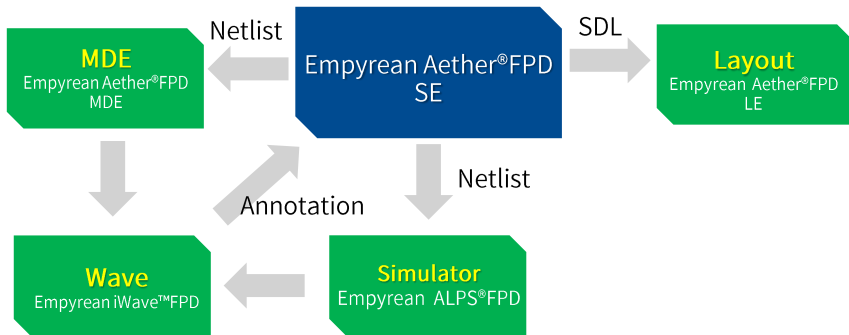 Netlist
SDL
MDE
Empyrean Aether®FPD
MDE
Empyrean Aether®FPD
SE
Layout
Empyrean Aether®FPD
LE
Annotation
Netlist
Wave
Empyrean iWave™FPD
Simulator
Empyrean ALPS®FPD